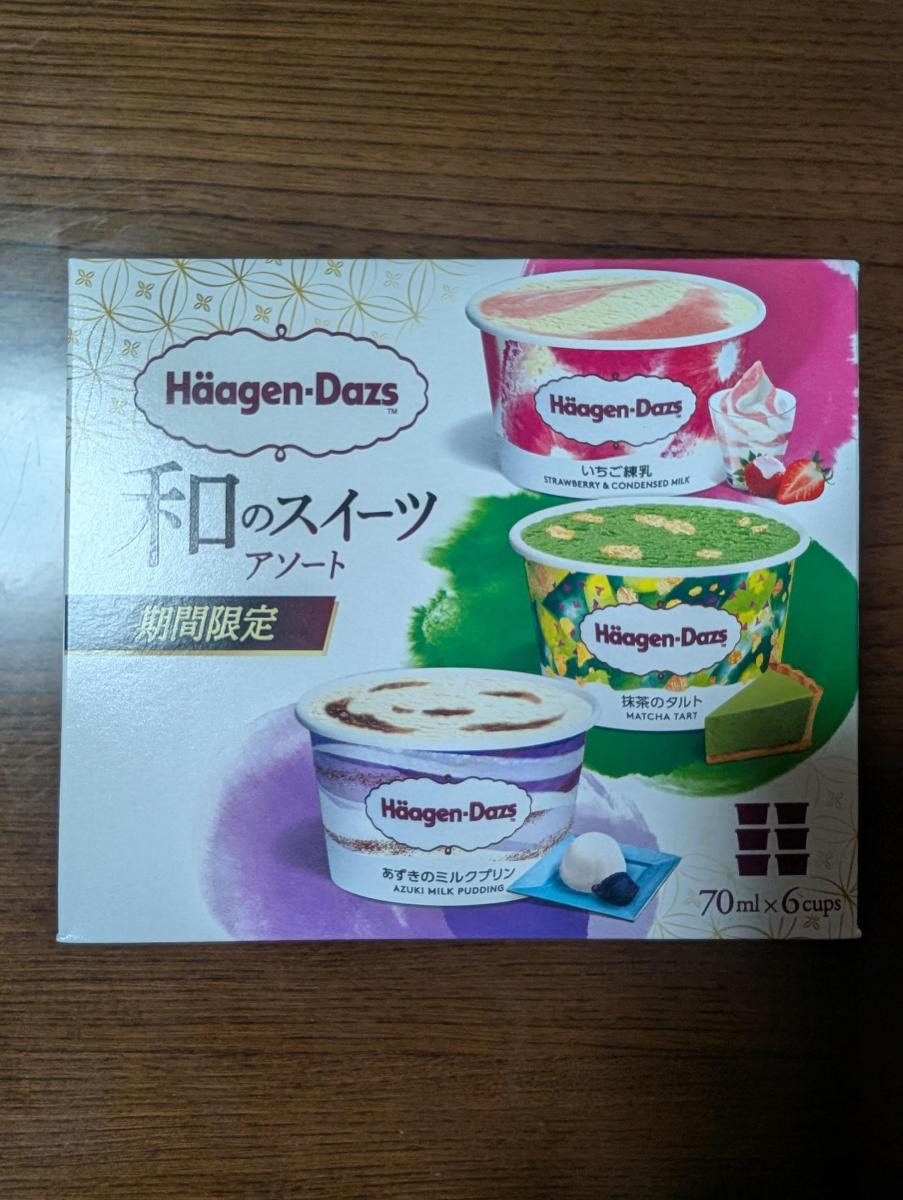 Häagen-Dazs
TM
和のスイーツ
アソート
期間限定
Häagen-Dazs
いちご練乳
STRAWBERRY & CONDENSED MILK
Häagen-Dazs
抹茶のタルト
MATCHA TART
Häagen-Dazs
あずきのミルクプリン
AZUKI MILK PUDDING
70ml×6cups